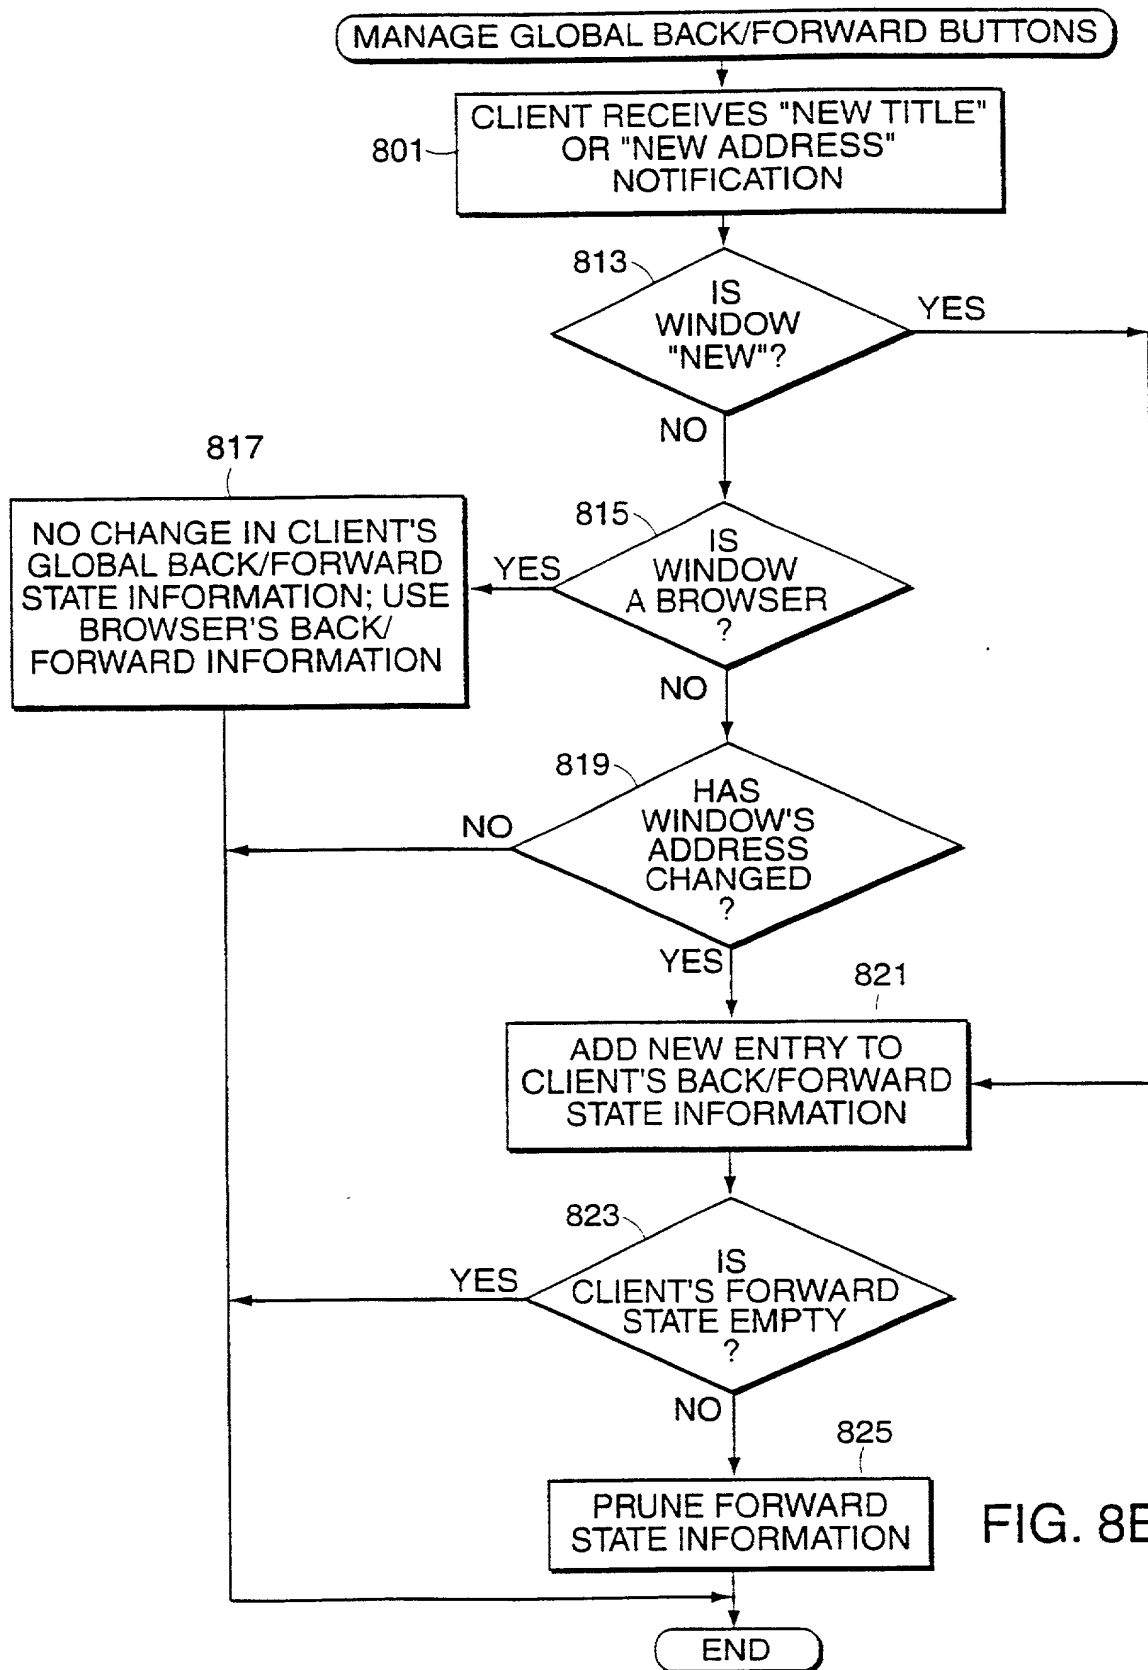 MANAGE GLOBAL BACK/FORWARD BUTTONS
CLIENT RECEIVES "NEW TITLE"
OR "NEW ADDRESS"
NOTIFICATION
801
813
IS
WINDOW
"NEW"?
YES
NO
817
NO CHANGE IN CLIENT'S
GLOBAL BACK/FORWARD
STATE INFORMATION; USE
BROWSER'S BACK/
FORWARD INFORMATION
815
IS
WINDOW
A BROWSER
?
YES
NO
819
HAS
WINDOW'S
ADDRESS
CHANGED
?
NO
YES
821
ADD NEW ENTRY TO
CLIENT'S BACK/FORWARD
STATE INFORMATION
823
IS
CLIENT'S FORWARD
STATE EMPTY
?
YES
NO
825
PRUNE FORWARD
STATE INFORMATION
FIG. 8B
END